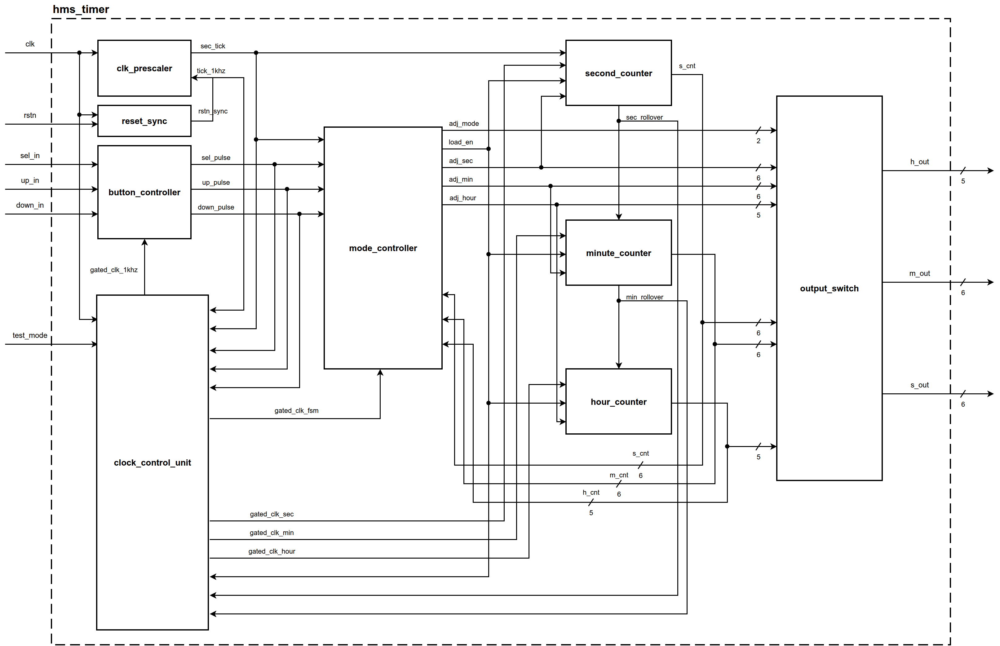 hms_timer
clk
clk_prescaler
sec_tick
tick_1khz
second_counter
s_cnt
rstn
reset_sync
rstn_sync
sec_rollover
adj_mode
2
load_en
sel_in
sel_pulse
adj_sec
6
h_out
5
up_in
button_controller
up_pulse
adj_min
6
down_in
down_pulse
adj_hour
5
mode_controller
minute_counter
gated_clk_1khz
m_out
6
output_switch
min_rollover
test_mode
6
6
s_out
6
hour_counter
gated_clk_fsm
clock_control_unit
s_cnt
6
5
m_cnt
6
h_cnt
5
gated_clk_sec
gated_clk_min
gated_clk_hour